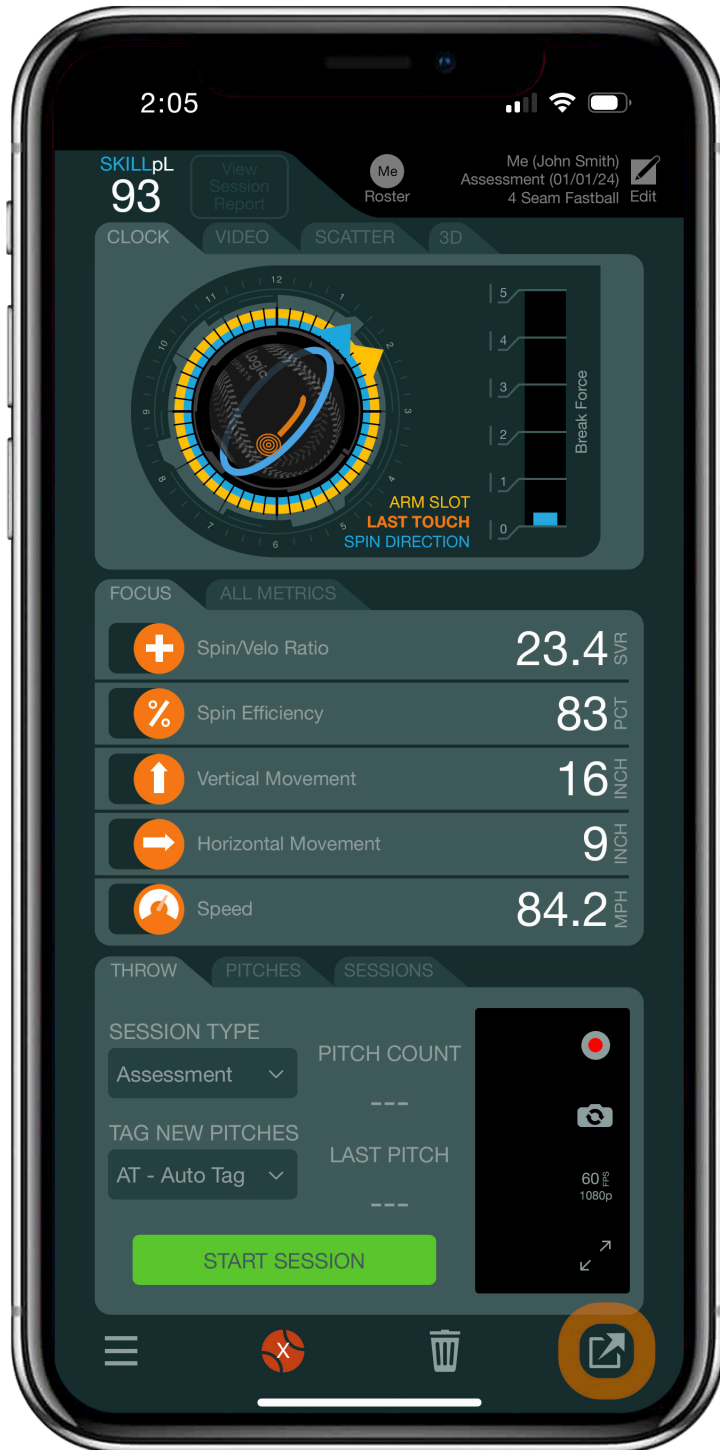 2:05
SKILLpL
93
View
Session
Report
Me
Roster
Me (John Smith)
Assessment (01/01/24)
4 Seam Fastball
Edit
CLOCK VIDEO SCATTER 3D
12
1
2
3
4
5
6
7
8
9
10
11
Logic
SPORTS
ARM SLOT
LAST TOUCH
SPIN DIRECTION
5
4
3
2
1
0
Break Force
FOCUS ALL METRICS
Spin/Velo Ratio 23.4 SVR
% Spin Efficiency 83 PCT
Vertical Movement 16 INCH
Horizontal Movement 9 INCH
Speed 84.2 MPH
THROW PITCHES SESSIONS
SESSION TYPE
Assessment
PITCH COUNT
---
TAG NEW PITCHES
AT - Auto Tag
LAST PITCH
---
60 FPS
1080p
START SESSION
X